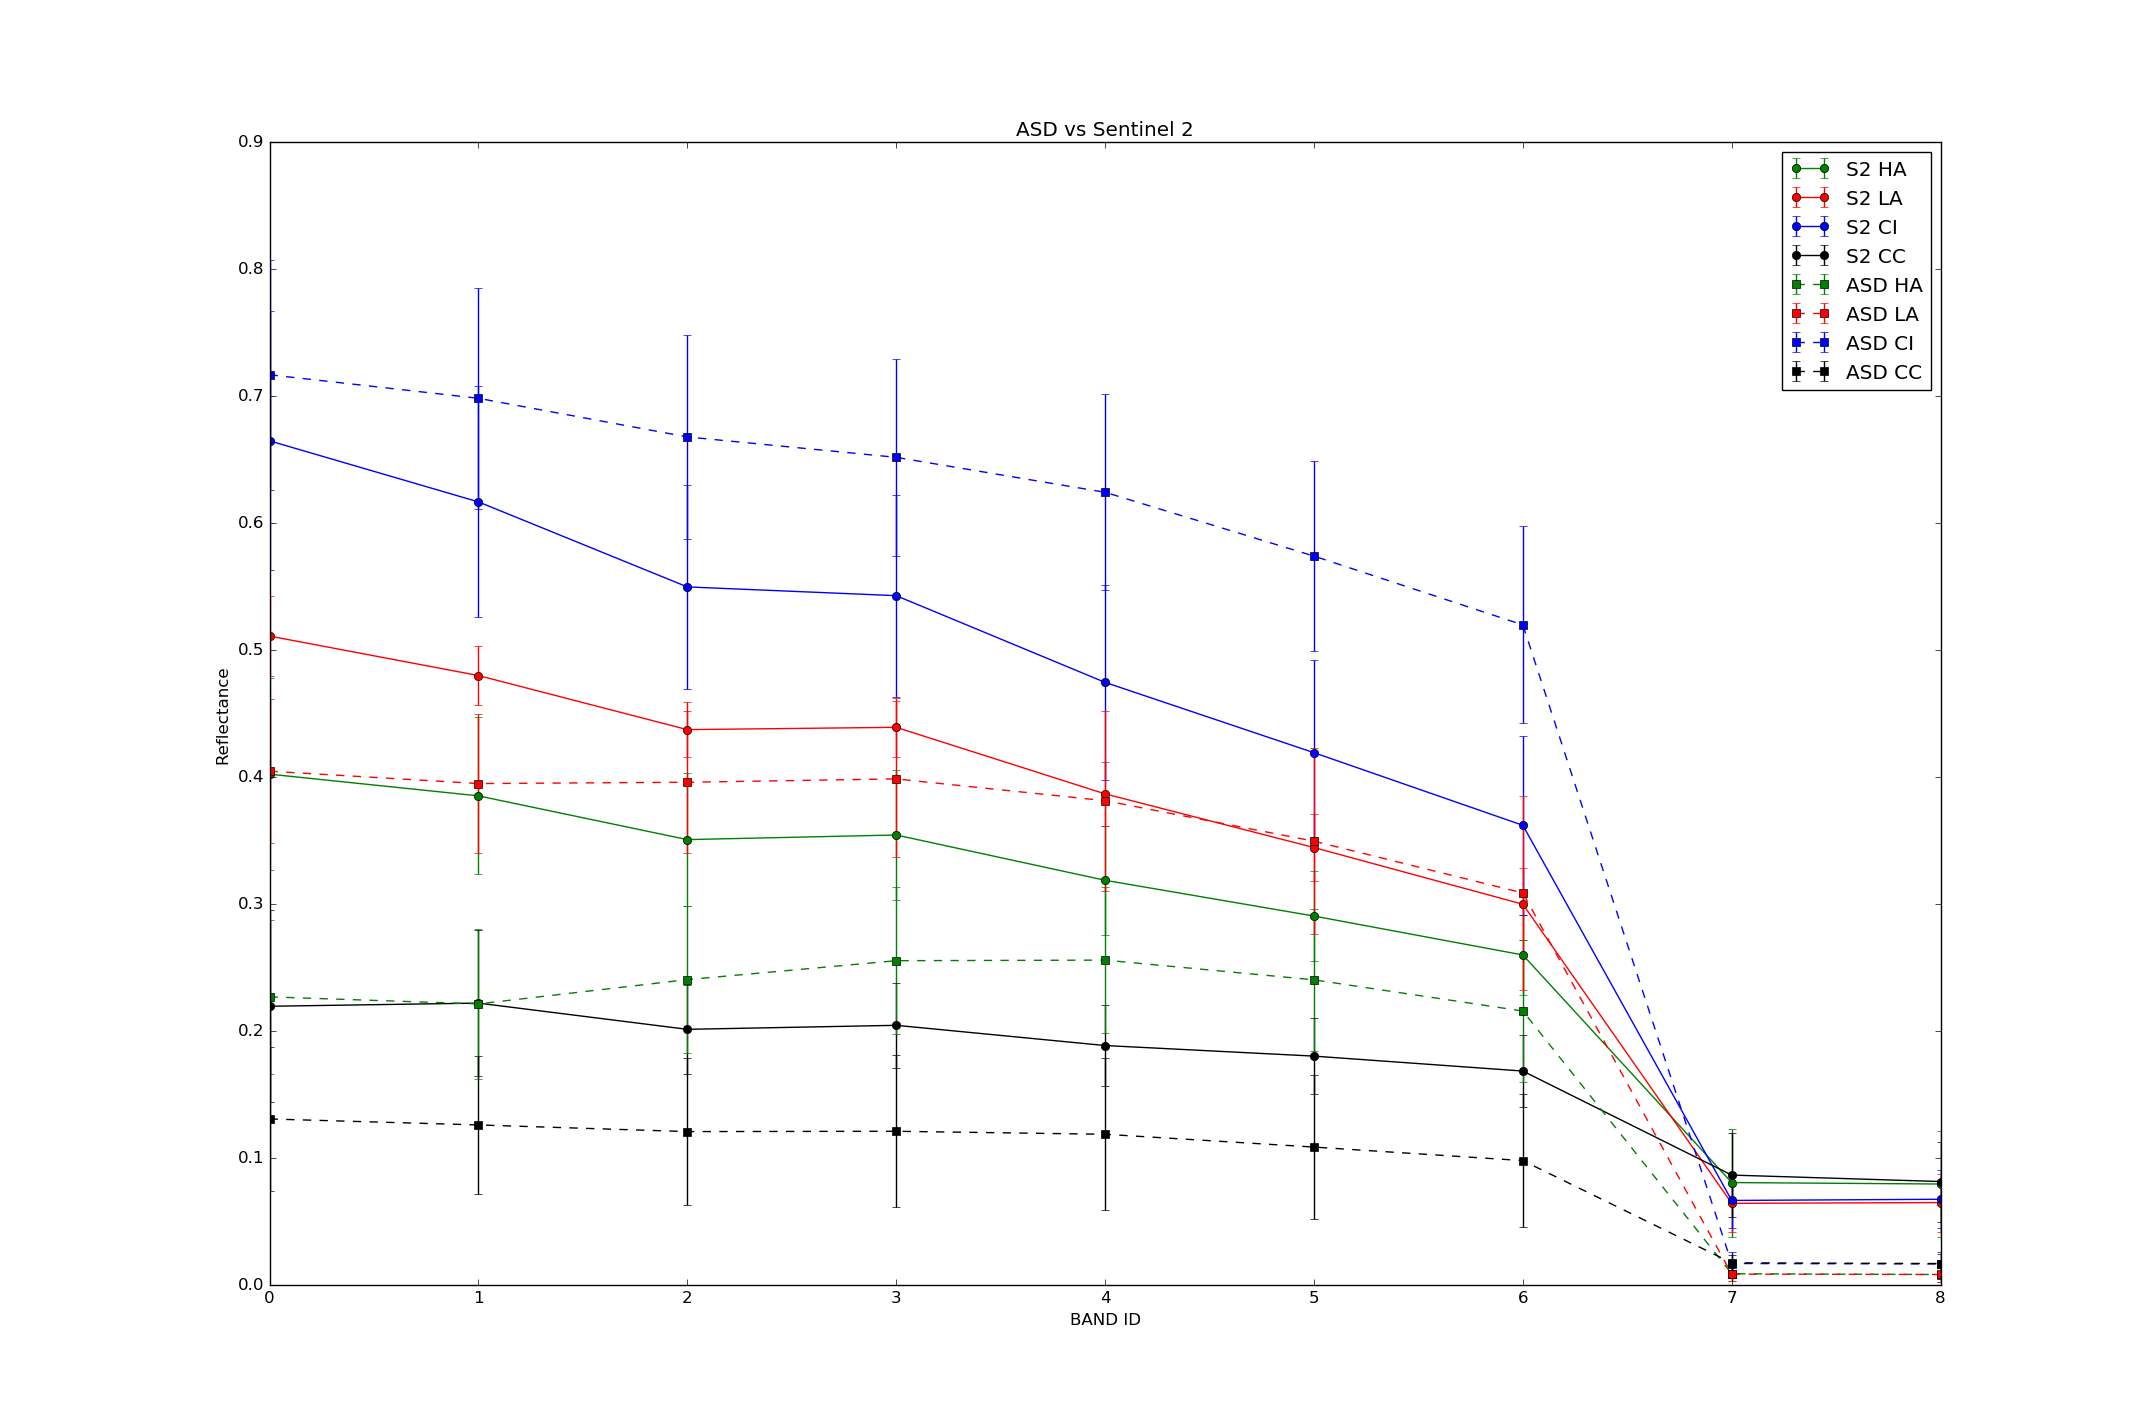 ASD vs Sentinel 2
0.9
0.8
0.7
0.6
0.5
0.4
0.3
0.2
0.1
0.0
Reflectance
0 1 2 3 4 5 6 7 8
BAND ID
S2 HA
S2 LA
S2 CI
S2 CC
ASD HA
ASD LA
ASD CI
ASD CC